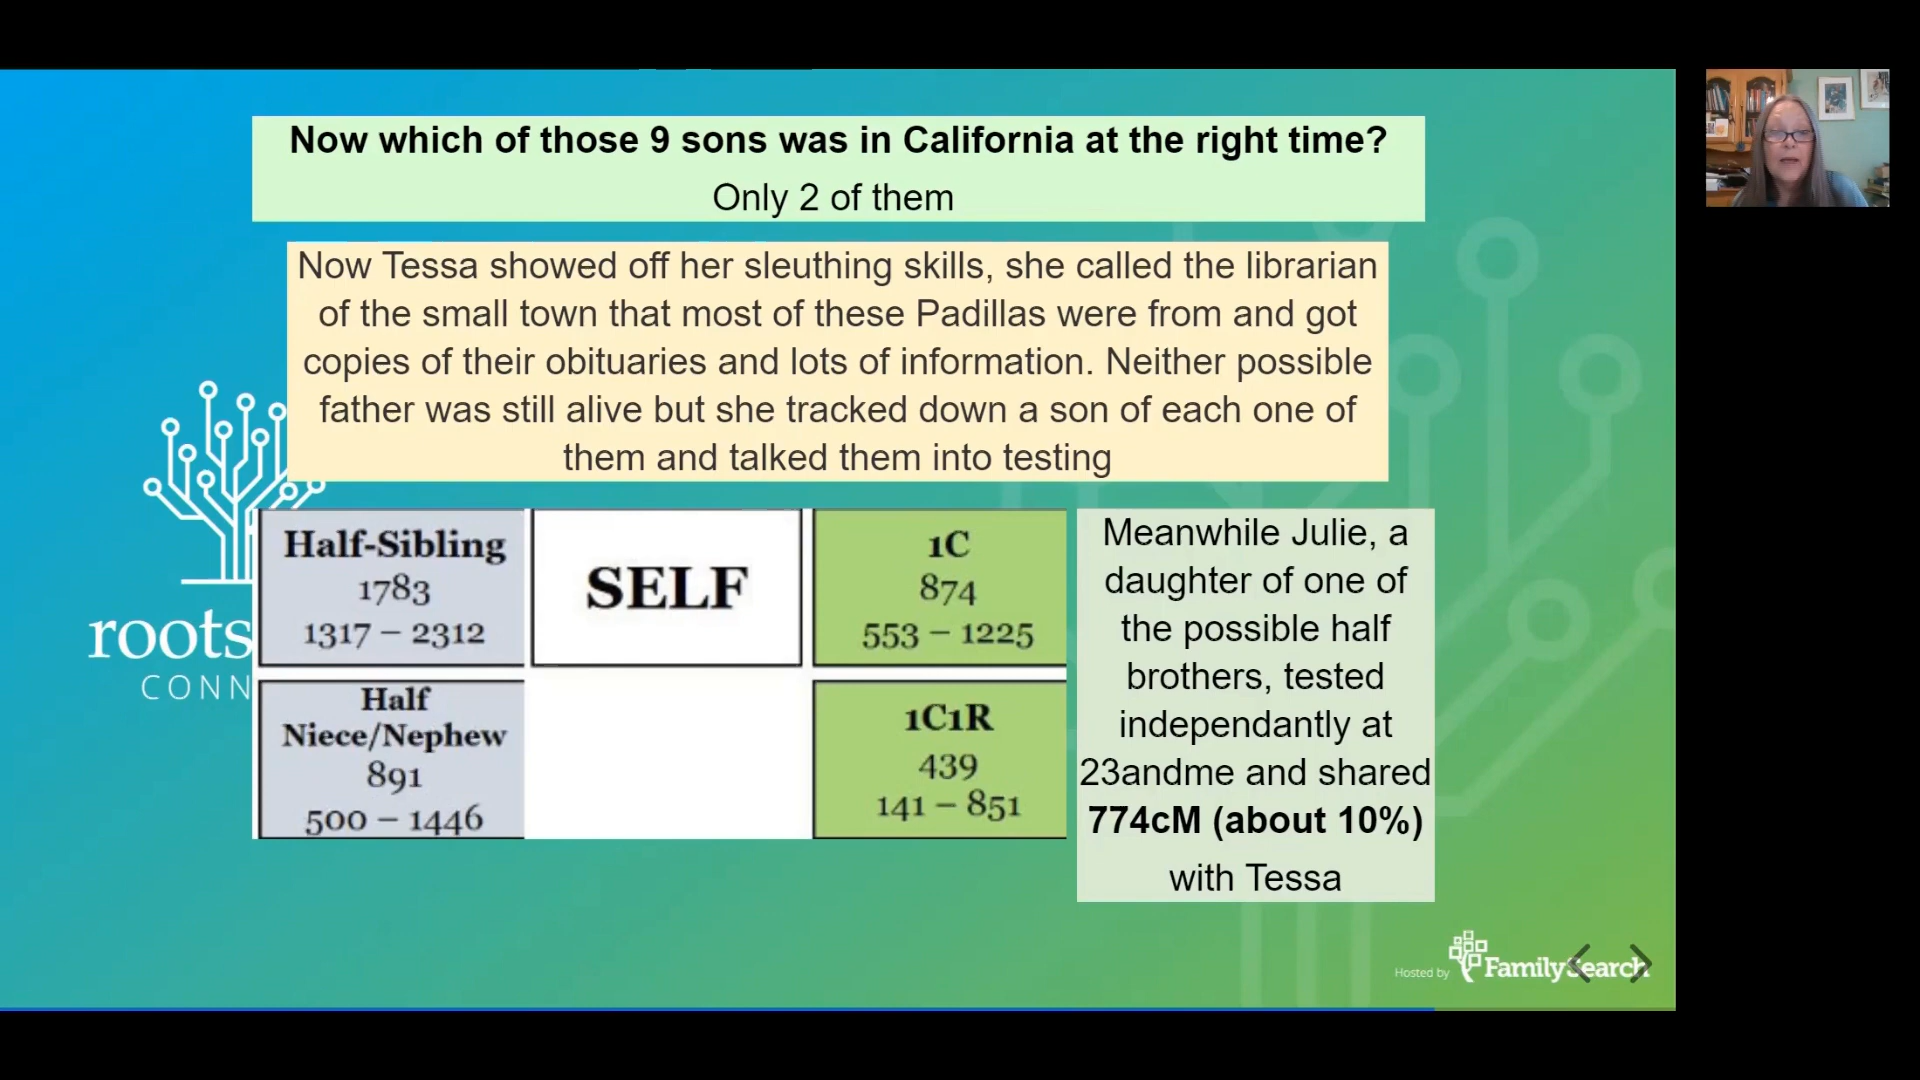 Now which of those 9 sons was in California at the right time?
Only 2 of them
Now Tessa showed off her sleuthing skills, she called the librarian
of the small town that most of these Padillas were from and got
copies of their obituaries and lots of information. Neither possible
father was still alive but she tracked down a son of each one of
them and talked them into testing
Half-Sibling
1783
1317 – 2312
SELF
1C
874
553 – 1225
Half
Niece/Nephew
891
500 – 1446
1C1R
439
141 – 851
Meanwhile Julie, a
daughter of one of
the possible half
brothers, tested
independantly at
23andme and shared
774cM (about 10%)
with Tessa
roots
CONN
Hosted by FamilySearch